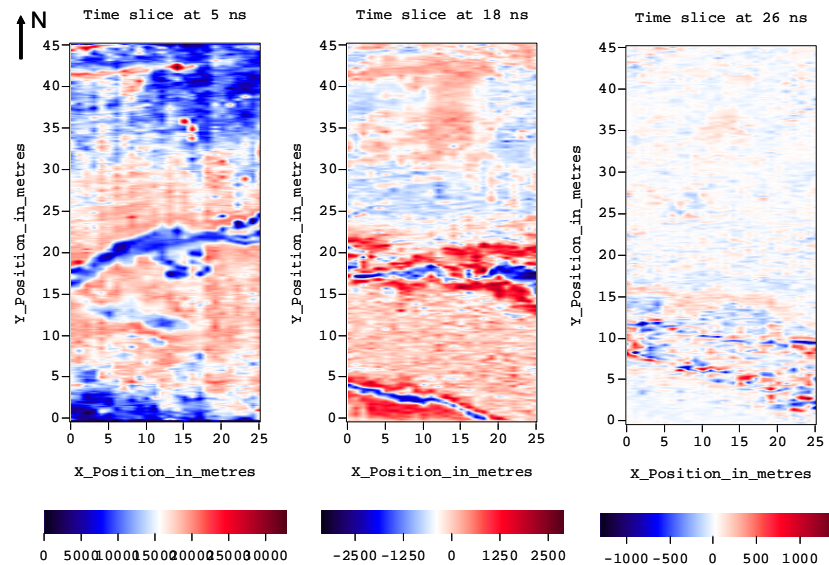 N
Time slice at 5 ns
Time slice at 18 ns
Time slice at 26 ns
Y_Position_in_metres
45
40
35
30
25
20
15
10
5
0
0 5 10 15 20 25
X_Position_in_metres
0 5000 10000 15000 20000 25000 30000
Y_Position_in_metres
45
40
35
30
25
20
15
10
5
0
0 5 10 15 20 25
X_Position_in_metres
-2500 -1250 0 1250 2500
Y_Position_in_metres
45
35
25
15
10
5
0
0 5 10 15 20 25
X_Position_in_metres
-1000 -500 0 500 1000